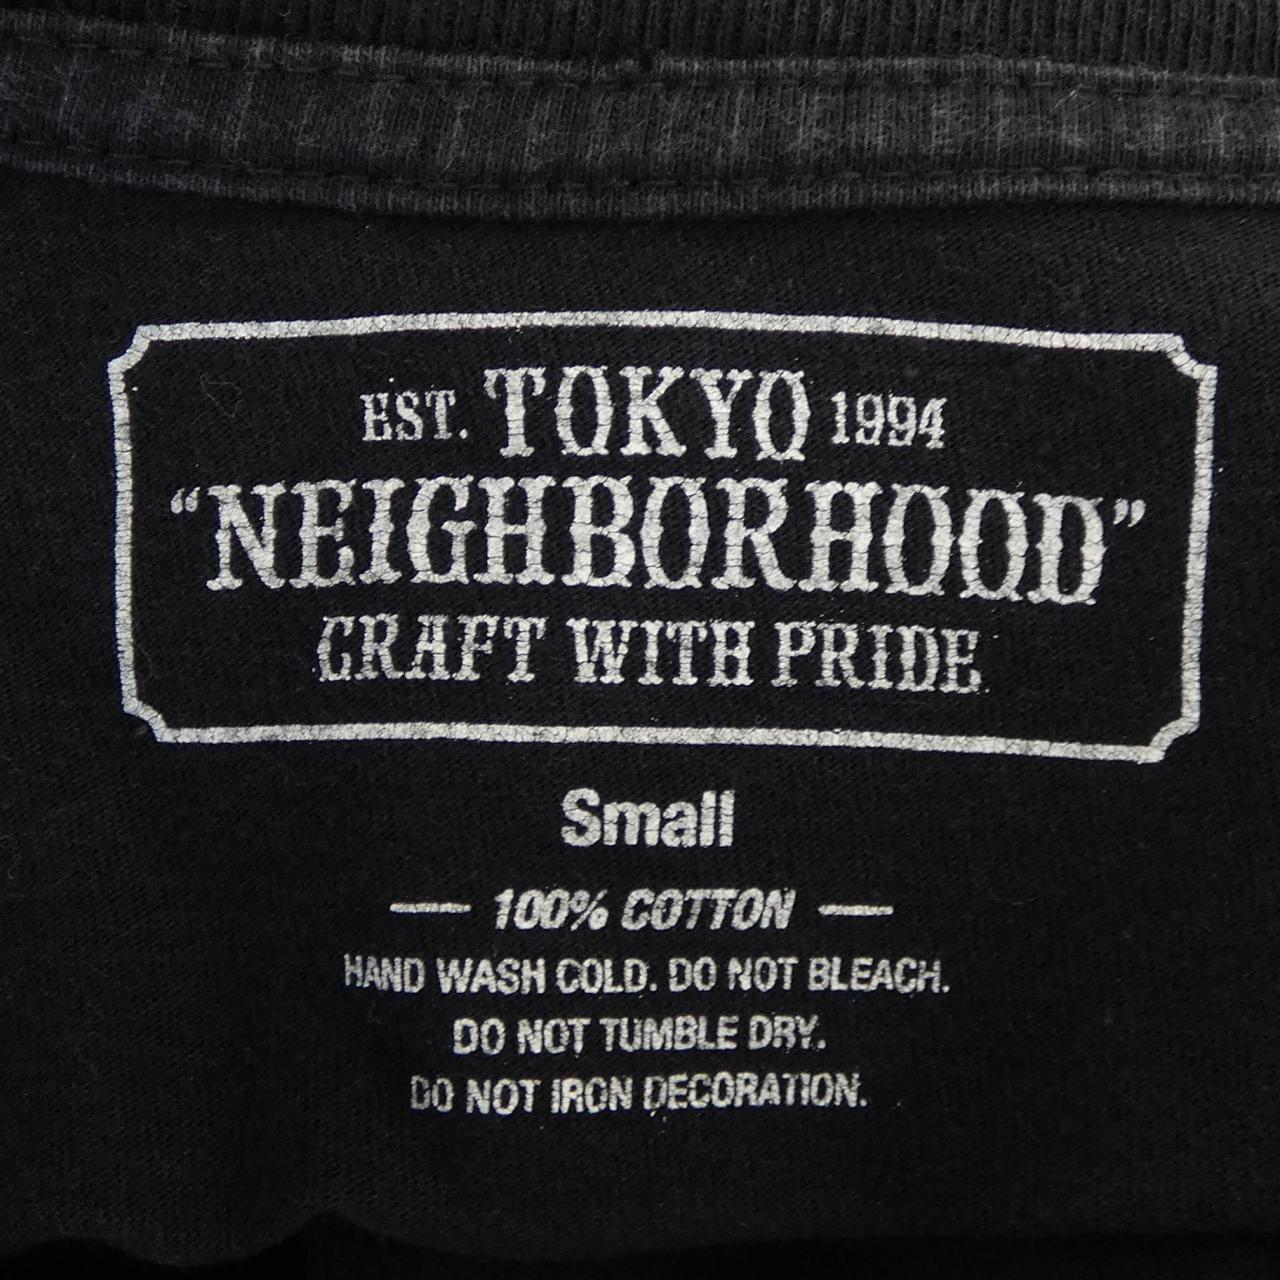 EST. TOKYO 1994
“NEIGHBORHOOD”
CRAFT WITH PRIDE
Small
— 100% COTTON —
HAND WASH COLD. DO NOT BLEACH.
DO NOT TUMBLE DRY.
DO NOT IRON DECORATION.